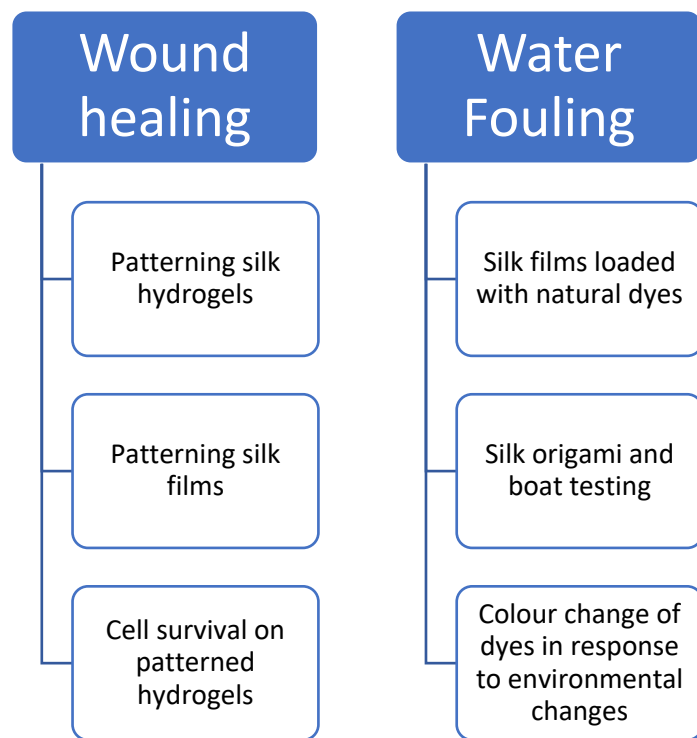 Wound
healing
Patterning silk
hydrogels
Patterning silk
films
Cell survival on
patterned
hydrogels
Water
Fouling
Silk films loaded
with natural dyes
Silk origami and
boat testing
Colour change of
dyes in response
to environmental
changes